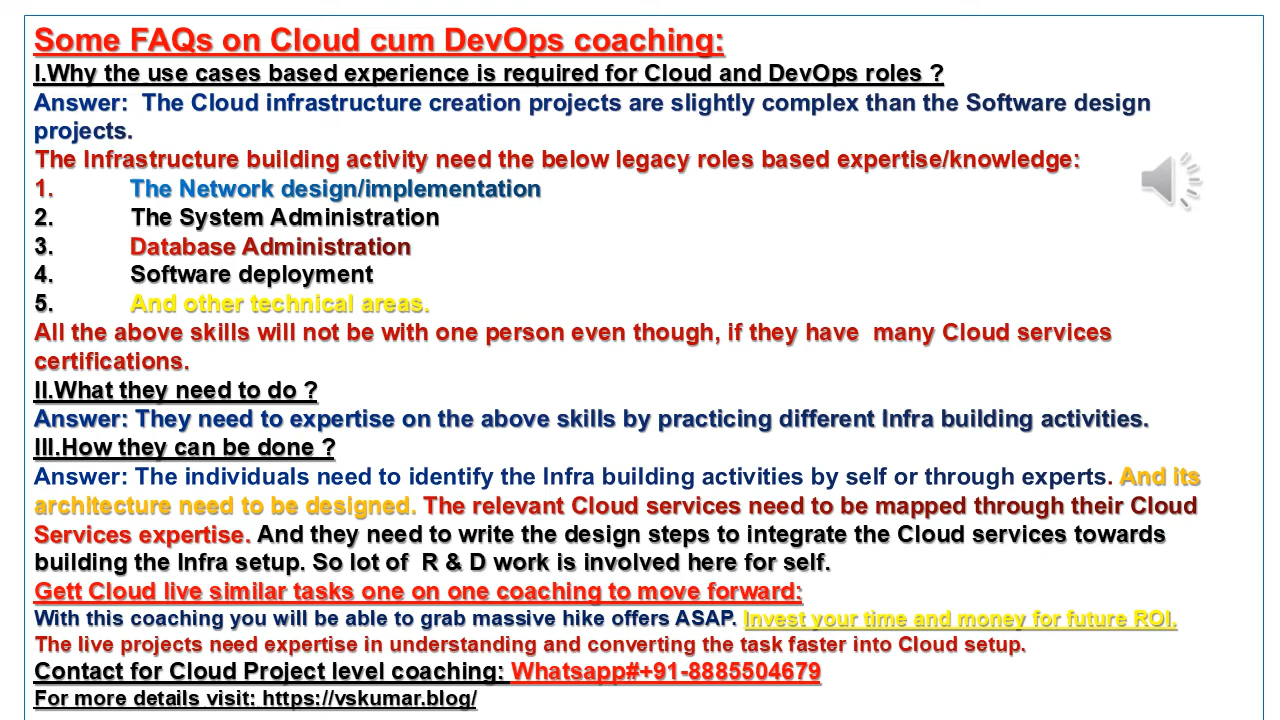 Some FAQs on Cloud cum DevOps coaching:
I.Why the use cases based experience is required for Cloud and DevOps roles ?
Answer:  The Cloud infrastructure creation projects are slightly complex than the Software design
projects.
The Infrastructure building activity need the below legacy roles based expertise/knowledge:
1. The Network design/implementation
2. The System Administration
3. Database Administration
4. Software deployment
5. And other technical areas.
All the above skills will not be with one person even though, if they have  many Cloud services
certifications.
II.What they need to do ?
Answer: They need to expertise on the above skills by practicing different Infra building activities.
III.How they can be done ?
Answer: The individuals need to identify the Infra building activities by self or through experts. And its
architecture need to be designed. The relevant Cloud services need to be mapped through their Cloud
Services expertise. And they need to write the design steps to integrate the Cloud services towards
building the Infra setup. So lot of  R & D work is involved here for self.
Gett Cloud live similar tasks one on one coaching to move forward:
With this coaching you will be able to grab massive hike offers ASAP. Invest your time and money for future ROI.
The live projects need expertise in understanding and converting the task faster into Cloud setup.
Contact for Cloud Project level coaching: Whatsapp#+91-8885504679
For more details visit: https://vskumar.blog/